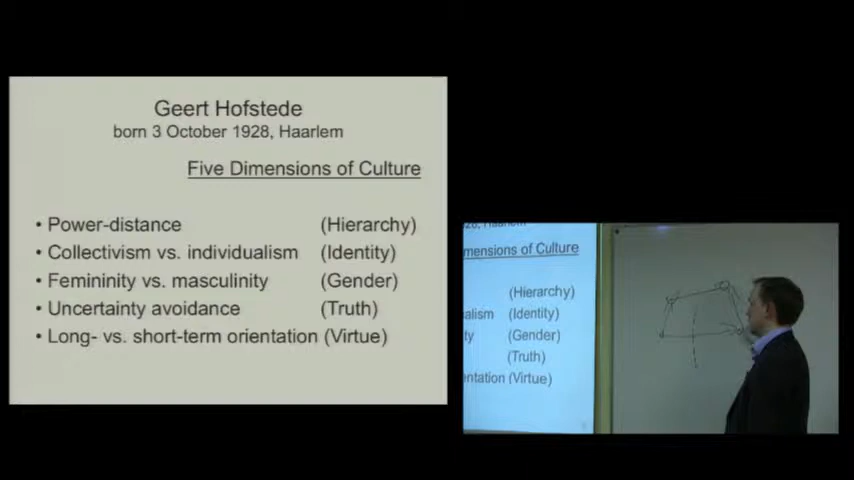 Geert Hofstede
born 3 October 1928, Haarlem
Five Dimensions of Culture
• Power-distance (Hierarchy)
• Collectivism vs. individualism (Identity)
• Femininity vs. masculinity (Gender)
• Uncertainty avoidance (Truth)
• Long- vs. short-term orientation (Virtue)
28, Haarlem
mensions of Culture
(Hierarchy)
alism (Identity)
ty (Gender)
(Truth)
entation (Virtue)